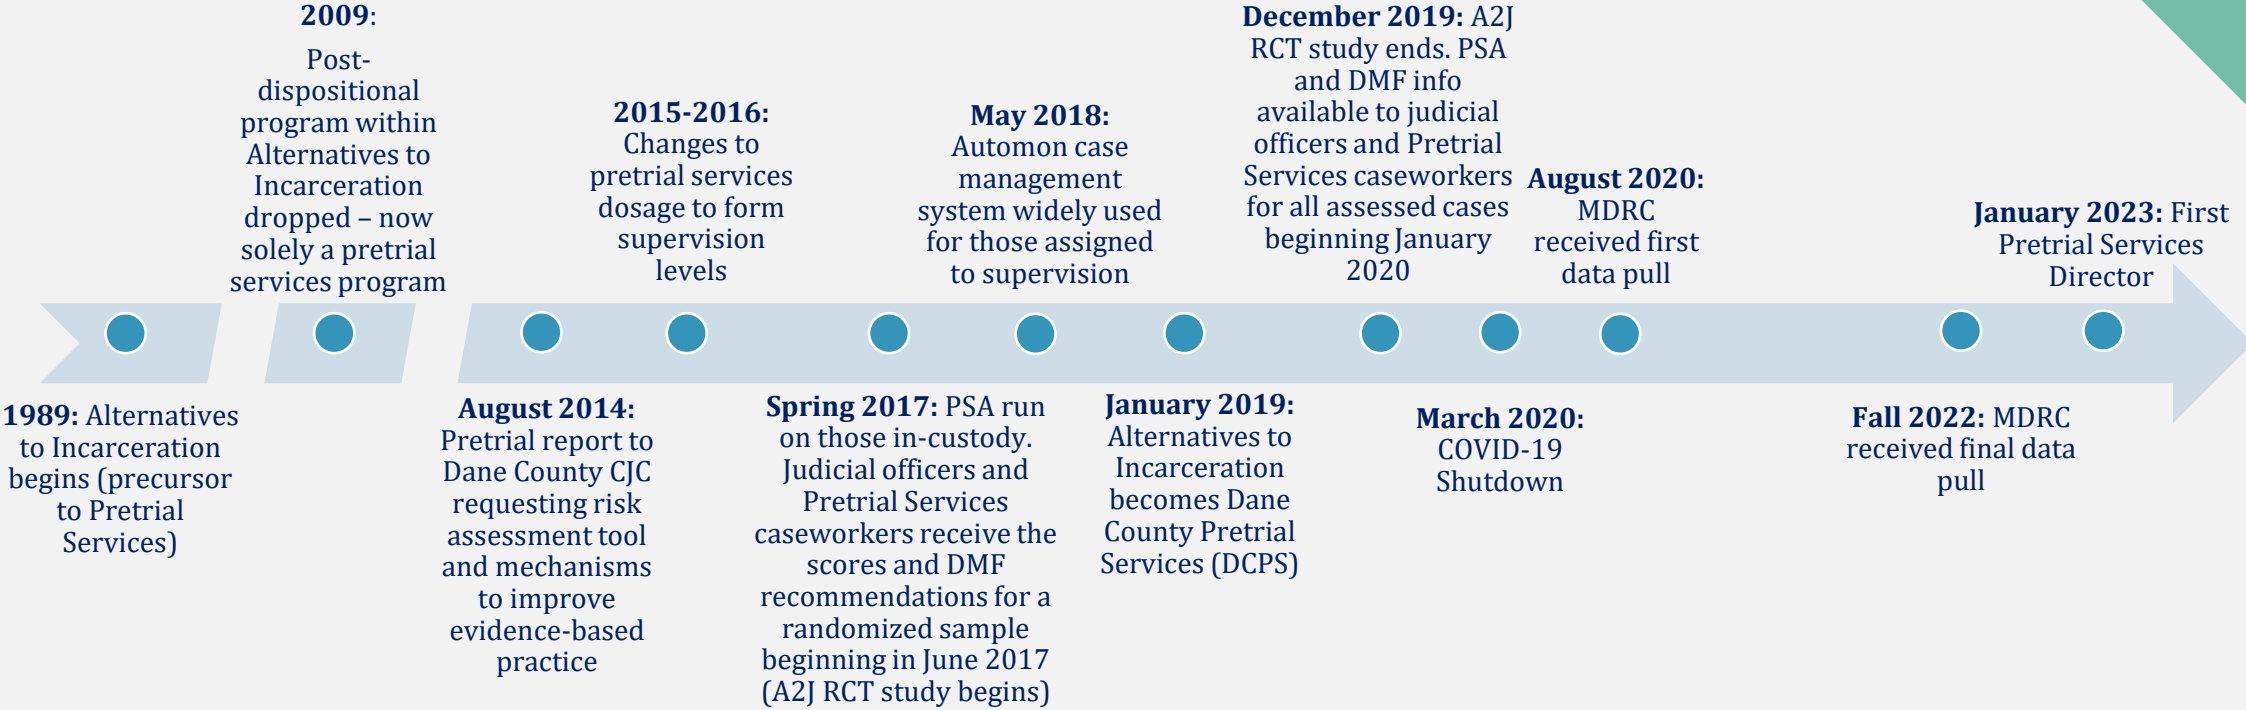 2009:
Post-
dispositional
program within
Alternatives to
Incarceration
dropped – now
solely a pretrial
services program
2015-2016:
Changes to
pretrial services
dosage to form
supervision
levels
May 2018:
Automon case
management
system widely used
for those assigned
to supervision
December 2019: A2J
RCT study ends. PSA
and DMF info
available to judicial
officers and Pretrial
Services caseworkers
for all assessed cases
beginning January
2020
August 2020:
MDRC
received first
data pull
January 2023: First
Pretrial Services
Director
1989: Alternatives
to Incarceration
begins (precursor
to Pretrial
Services)
August 2014:
Pretrial report to
Dane County CJC
requesting risk
assessment tool
and mechanisms
to improve
evidence-based
practice
Spring 2017: PSA run
on those in-custody.
Judicial officers and
Pretrial Services
caseworkers receive the
scores and DMF
recommendations for a
randomized sample
beginning in June 2017
(A2J RCT study begins)
January 2019:
Alternatives to
Incarceration
becomes Dane
County Pretrial
Services (DCPS)
March 2020:
COVID-19
Shutdown
Fall 2022: MDRC
received final data
pull